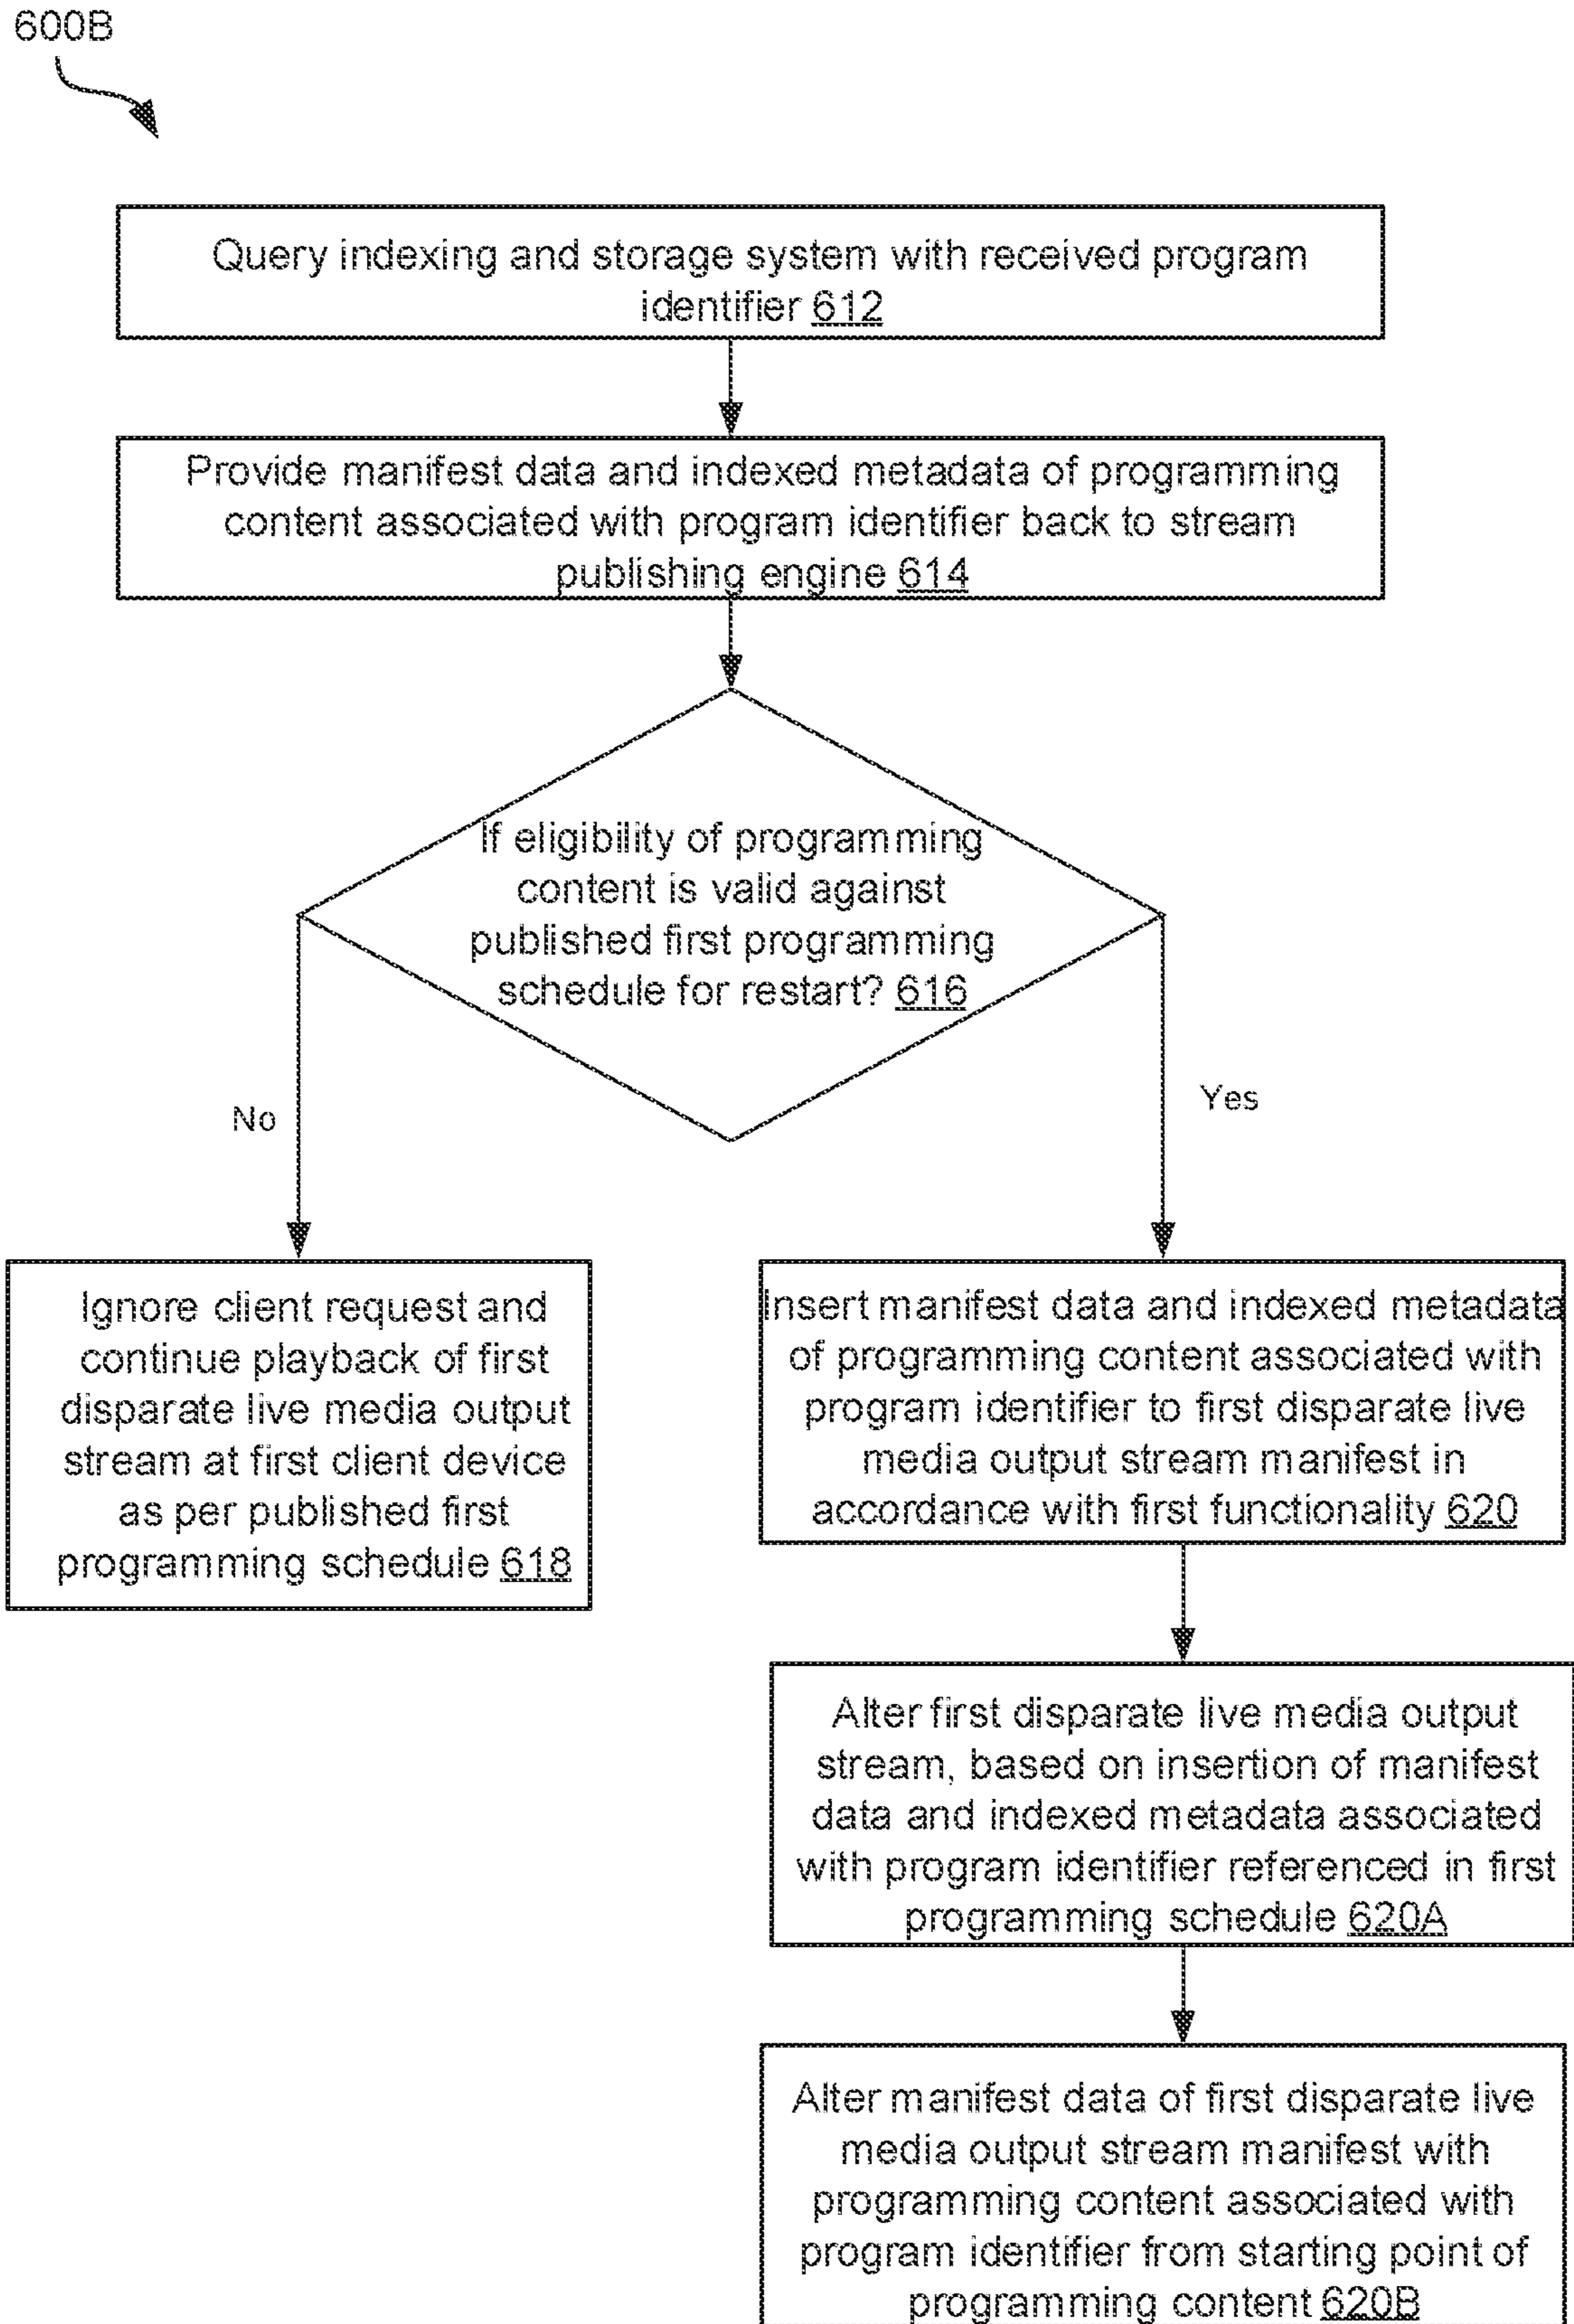 600B
Query indexing and storage system with received program
identifier 612
Provide manifest data and indexed metadata of programming
content associated with program identifier back to stream
publishing engine 614
If eligibility of programming
content is valid against
published first programming
schedule for restart? 616
No
Yes
Ignore client request and
continue playback of first
disparate live media output
stream at first client device
as per published first
programming schedule 618
Insert manifest data and indexed metadata
of programming content associated with
program identifier to first disparate live
media output stream manifest in
accordance with first functionality 620
Alter first disparate live media output
stream, based on insertion of manifest
data and indexed metadata associated
with program identifier referenced in first
programming schedule 620A
Alter manifest data of first disparate live
media output stream manifest with
programming content associated with
program identifier from starting point of
programming content 620B